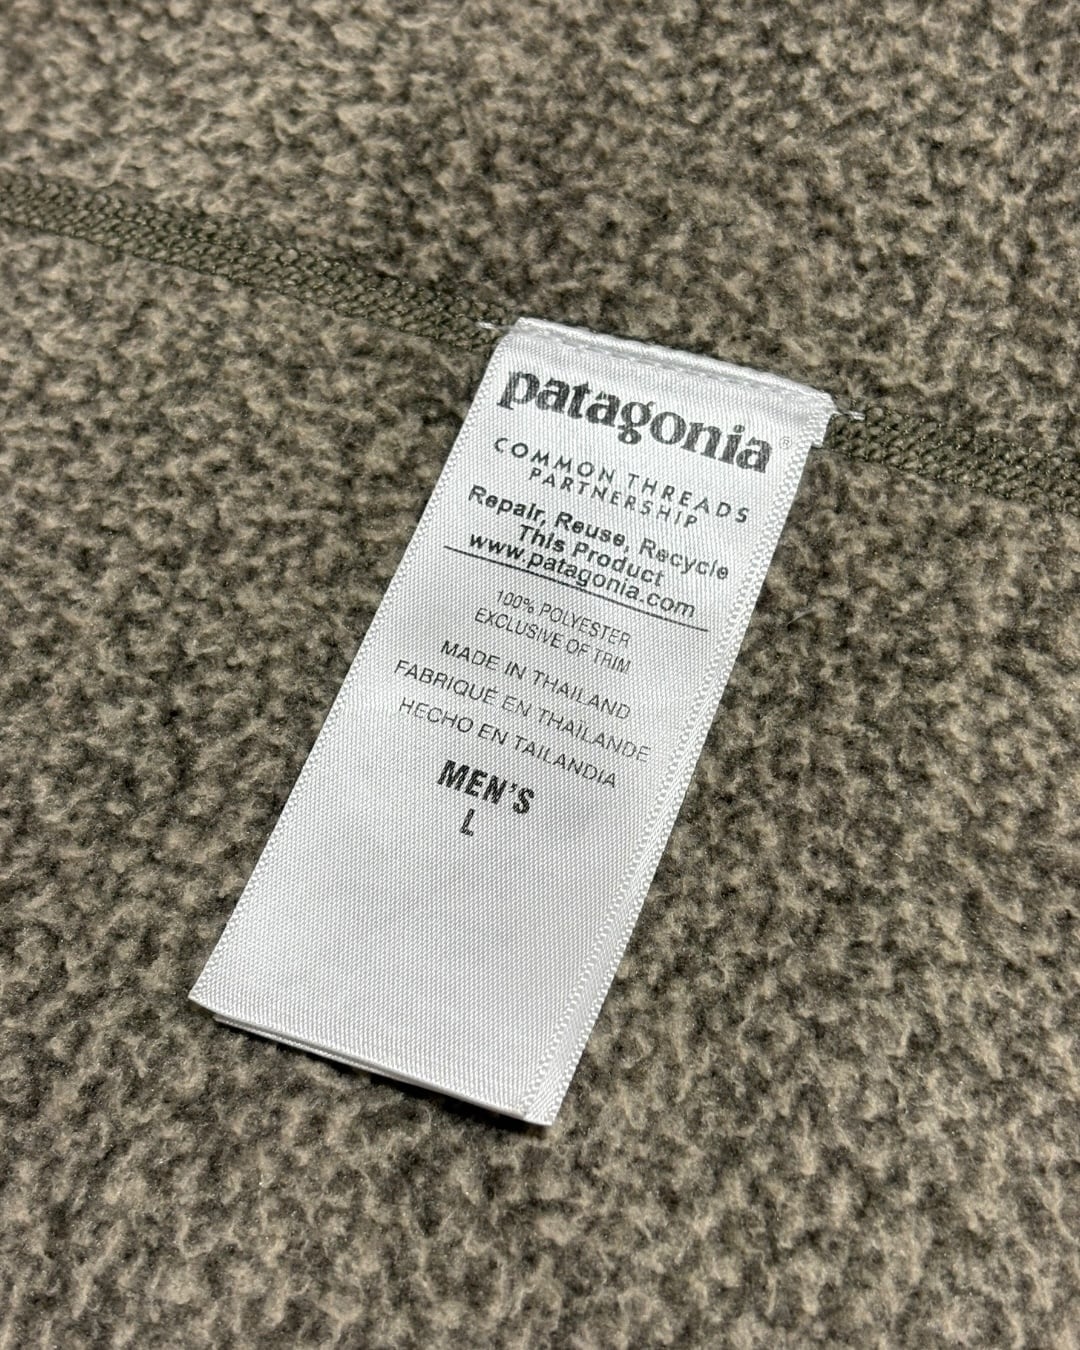 patagonia®
COMMON THREADS
PARTNERSHIP
Repair, Reuse, Recycle
This Product
www.patagonia.com
100% POLYESTER
EXCLUSIVE OF TRIM
MADE IN THAILAND
FABRIQUÉ EN THAÏLANDE
HECHO EN TAILANDIA
MEN'S
L